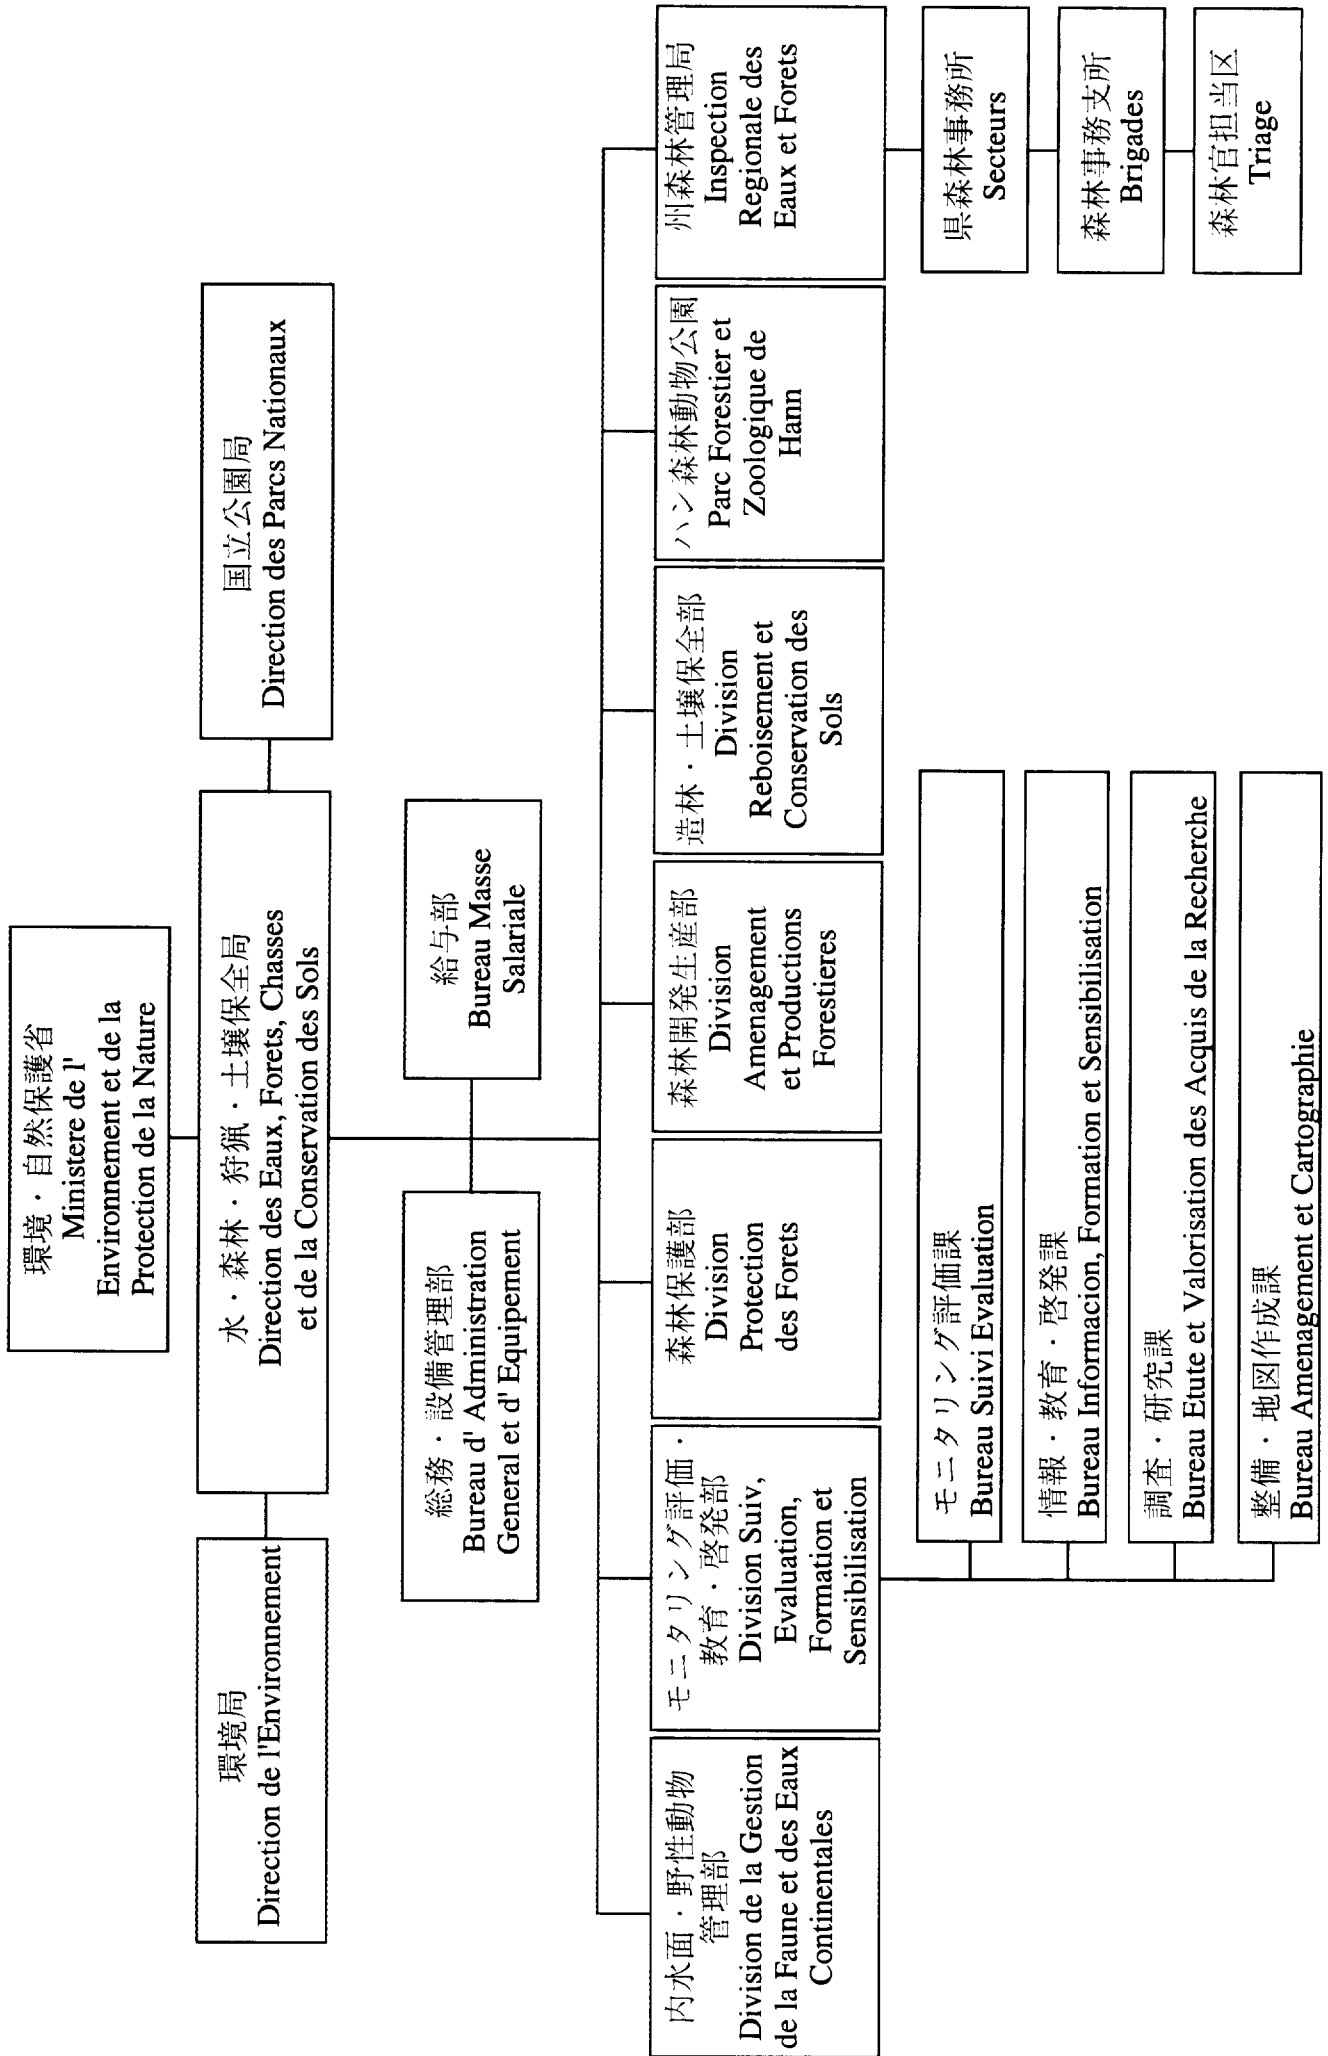 環境・自然保護省
Ministere de l'
Environnement et de la
Protection de la Nature
環境局
Direction de l'Environnement
水・森林・狩猟・土壌保全局
Direction des Eaux, Forets, Chasses
et de la Conservation des Sols
国立公園局
Direction des Parcs Nationaux
総務・設備管理部
Bureau d' Administration
General et d' Equipement
給与部
Bureau Masse
Salariale
内水面・野性動物
管理部
Division de la Gestion
de la Faune et des Eaux
Continentales
モニタリング評価・
教育・啓発部
Division Suiv,
Evaluation,
Formation et
Sensibilisation
森林保護部
Division
Protection
des Forets
森林開発生産部
Division
Amenagement
et Productions
Forestieres
造林・土壌保全部
Division
Reboisement et
Conservation des
Sols
ハン森林動物公園
Parc Forestier et
Zoologique de
Hann
州森林管理局
Inspection
Regionale des
Eaux et Forets
モニタリング評価課
Bureau Suivi Evaluation
情報・教育・啓発課
Bureau Informacion, Formation et Sensibilisation
調査・研究課
Bureau Etute et Valorisation des Acquis de la Recherche
整備・地図作成課
Bureau Amenagement et Cartographie
県森林事務所
Secteurs
森林事務支所
Brigades
森林官担当区
Triage